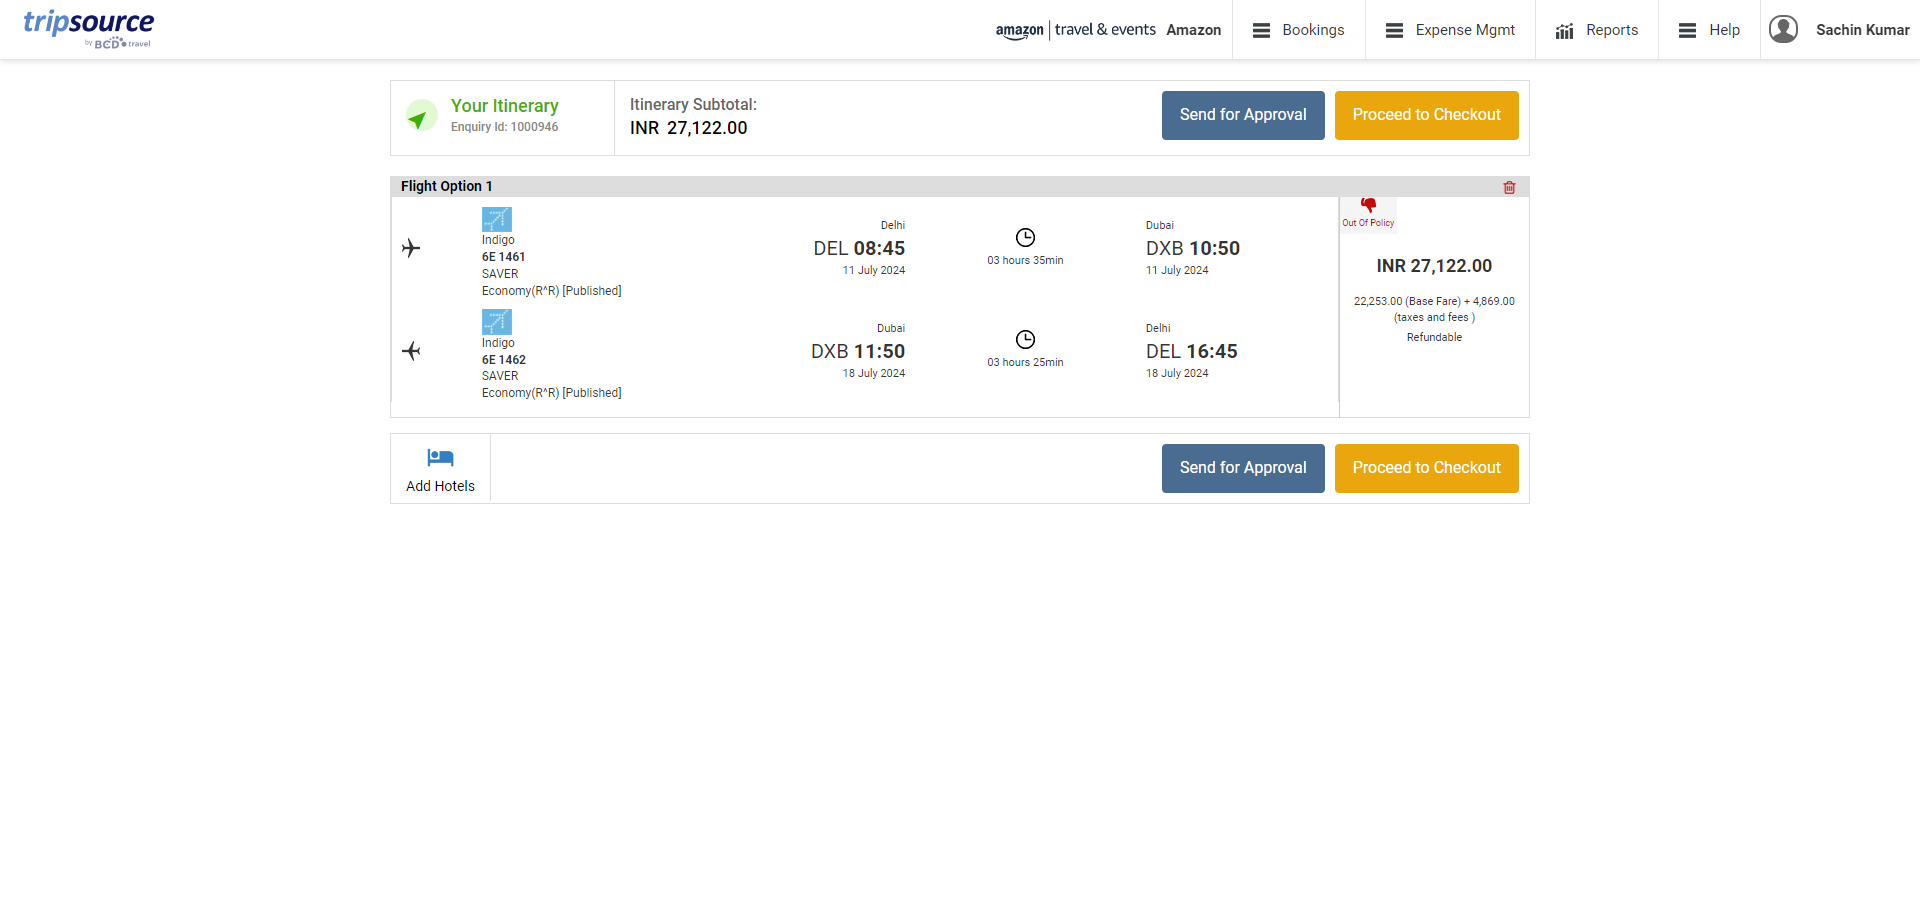 tripsource
by BCD travel
amazon | travel & events Amazon
Bookings
Expense Mgmt
Reports
Help
Sachin Kumar
Your Itinerary
Enquiry Id: 1000946
Itinerary Subtotal:
INR 27,122.00
Send for Approval
Proceed to Checkout
Flight Option 1
Indigo
6E 1461
SAVER
Economy(R^R) [Published]
Delhi
DEL 08:45
11 July 2024
03 hours 35min
Dubai
DXB 10:50
11 July 2024
Indigo
6E 1462
SAVER
Economy(R^R) [Published]
Dubai
DXB 11:50
18 July 2024
03 hours 25min
Delhi
DEL 16:45
18 July 2024
Out Of Policy
INR 27,122.00
22,253.00 (Base Fare) + 4,869.00
(taxes and fees )
Refundable
Add Hotels
Send for Approval
Proceed to Checkout